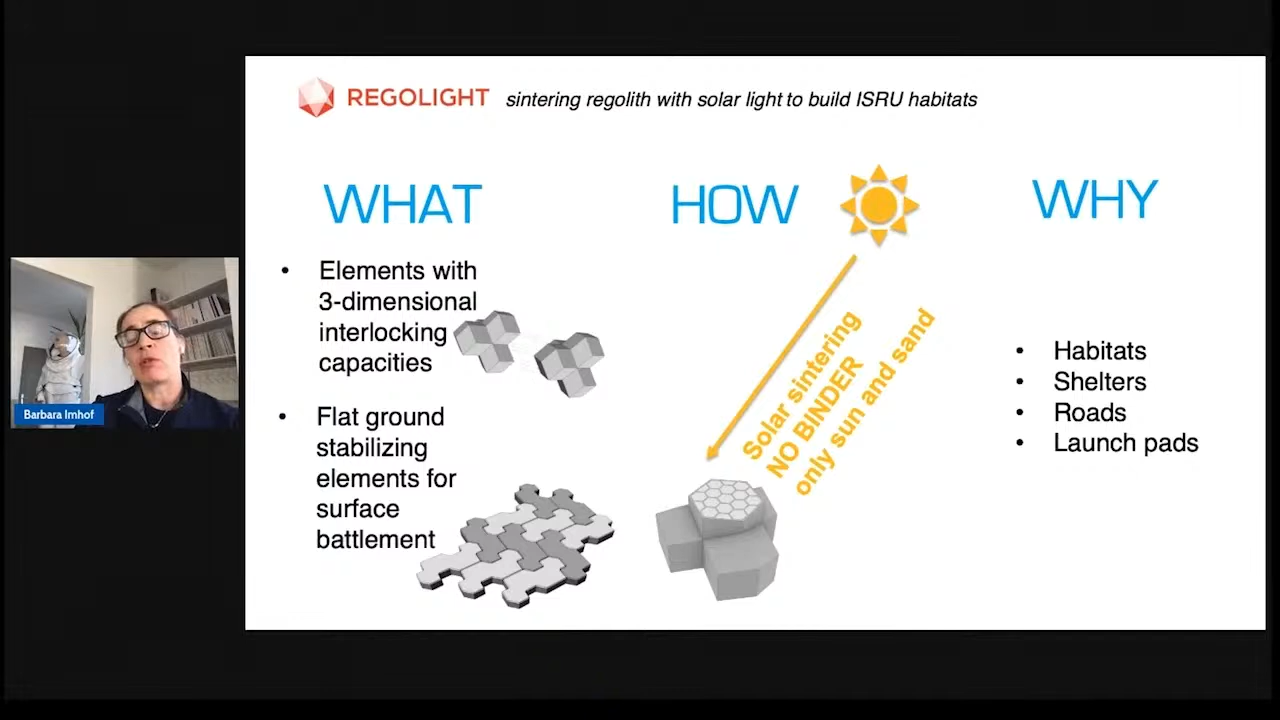 REGOLIGHT sintering regolith with solar light to build ISRU habitats
WHAT
Elements with
3-dimensional
interlocking
capacities
Flat ground
stabilizing
elements for
surface
battlement
HOW
Solar sintering
NO BINDER
only sun and sand
WHY
Habitats
Shelters
Roads
Launch pads
Barbara Imhof